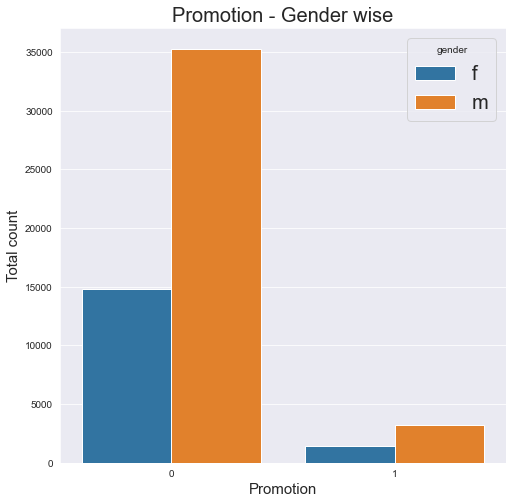 Promotion - Gender wise
gender
f
m
Total count
35000
30000
25000
20000
15000
10000
5000
0
0
1
Promotion